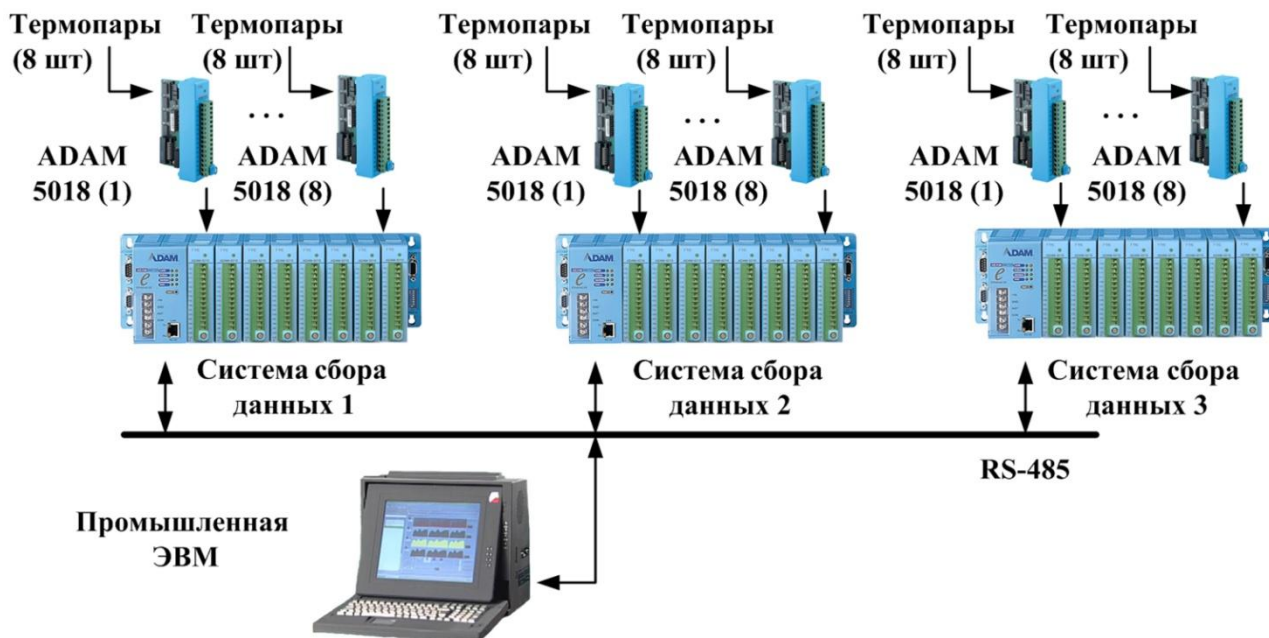 Термопары
(8 шт)
Термопары
(8 шт)
Термопары
(8 шт)
Термопары
(8 шт)
Термопары
(8 шт)
Термопары
(8 шт)
. . .
. . .
. . .
ADAM
5018 (1)
ADAM
5018 (8)
ADAM
5018 (1)
ADAM
5018 (8)
ADAM
5018 (1)
ADAM
5018 (8)
ADAM
ADAM
ADAM
Система сбора
данных 1
Система сбора
данных 2
Система сбора
данных 3
RS-485
Промышленная
ЭВМ